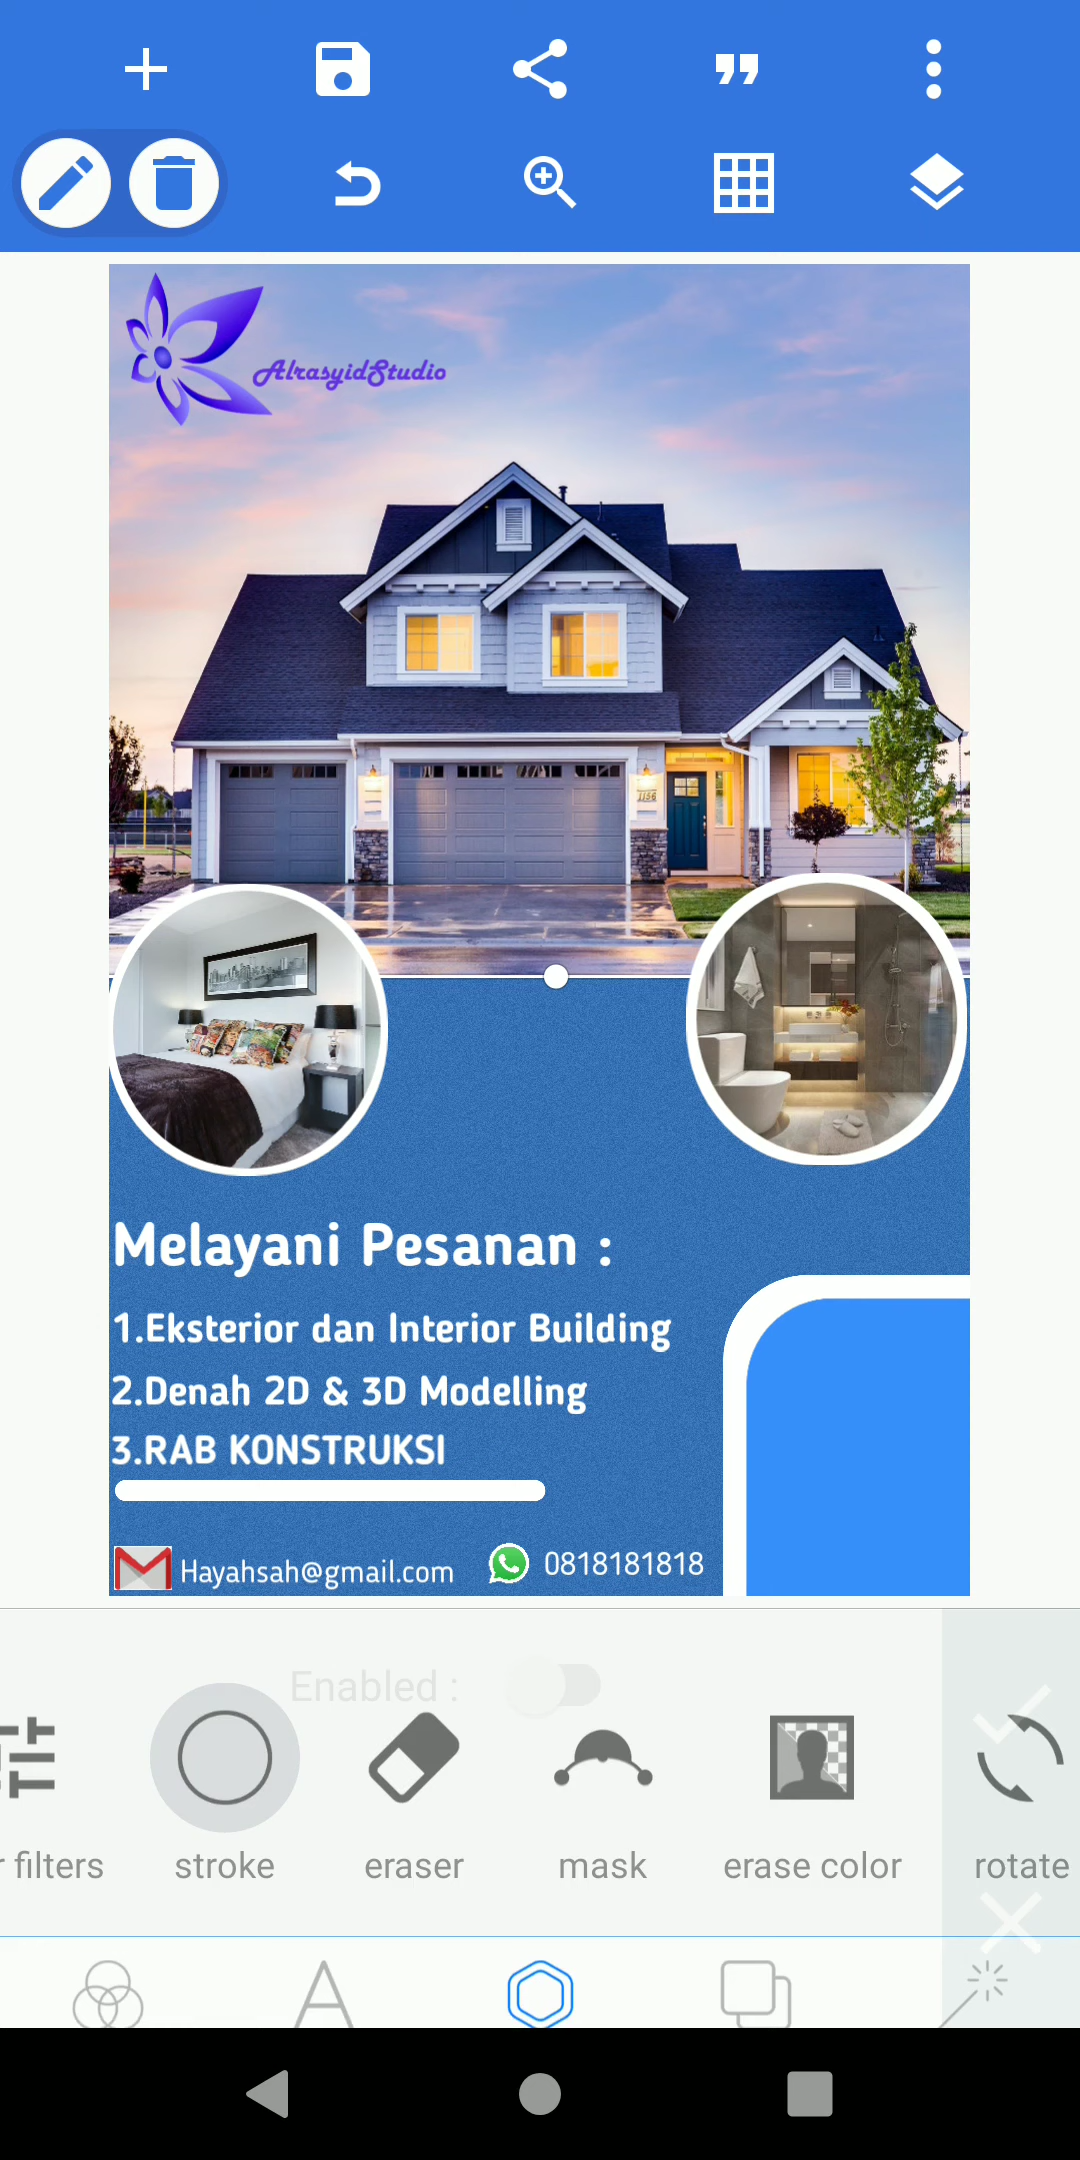 AlrasyidStudio
1156
Melayani Pesanan :
1.Eksterior dan Interior Building
2.Denah 2D & 3D Modelling
3.RAB KONSTRUKSI
Hayahsah@gmail.com
0818181818
Enabled :
r filters
stroke
eraser
mask
erase color
rotate